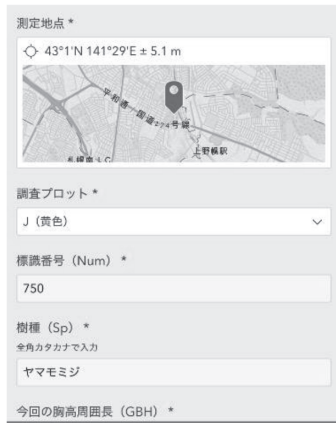 測定地点 *
43°1'N 141°29'E ± 5.1 m
平和通
国道274号線
上野幌駅
調査プロット *
J（黄色）
標識番号（Num） *
750
樹種（Sp） *
全角カタカナで入力
ヤマモミジ
今回の胸高周囲長（GBH） *